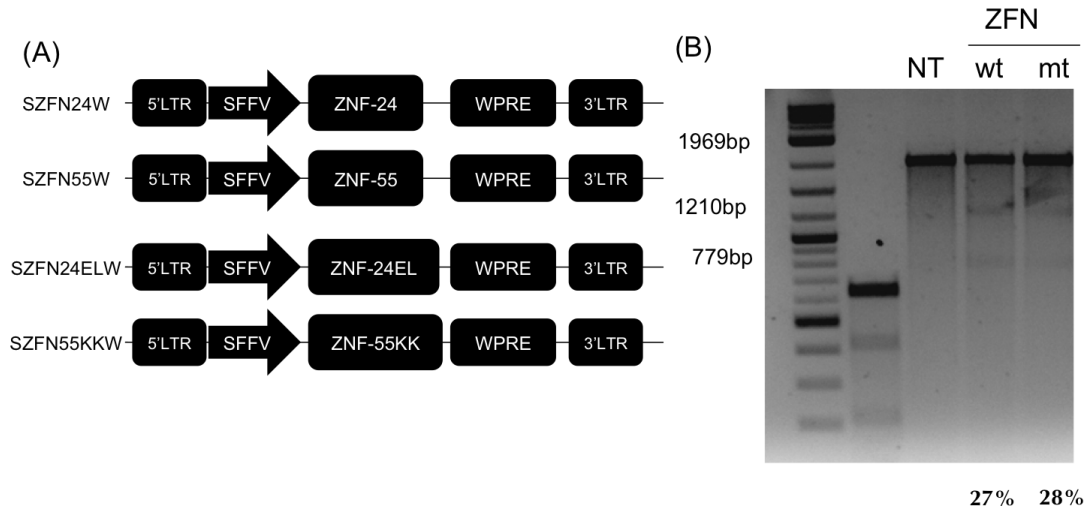 (A)
SZFN24W 5'LTR SFFV ZNF-24 WPRE 3'LTR
SZFN55W 5'LTR SFFV ZNF-55 WPRE 3'LTR
SZFN24ELW 5'LTR SFFV ZNF-24EL WPRE 3'LTR
SZFN55KKW 5'LTR SFFV ZNF-55KK WPRE 3'LTR
(B)
ZFN
NT wt mt
1969bp
1210bp
779bp
27% 28%